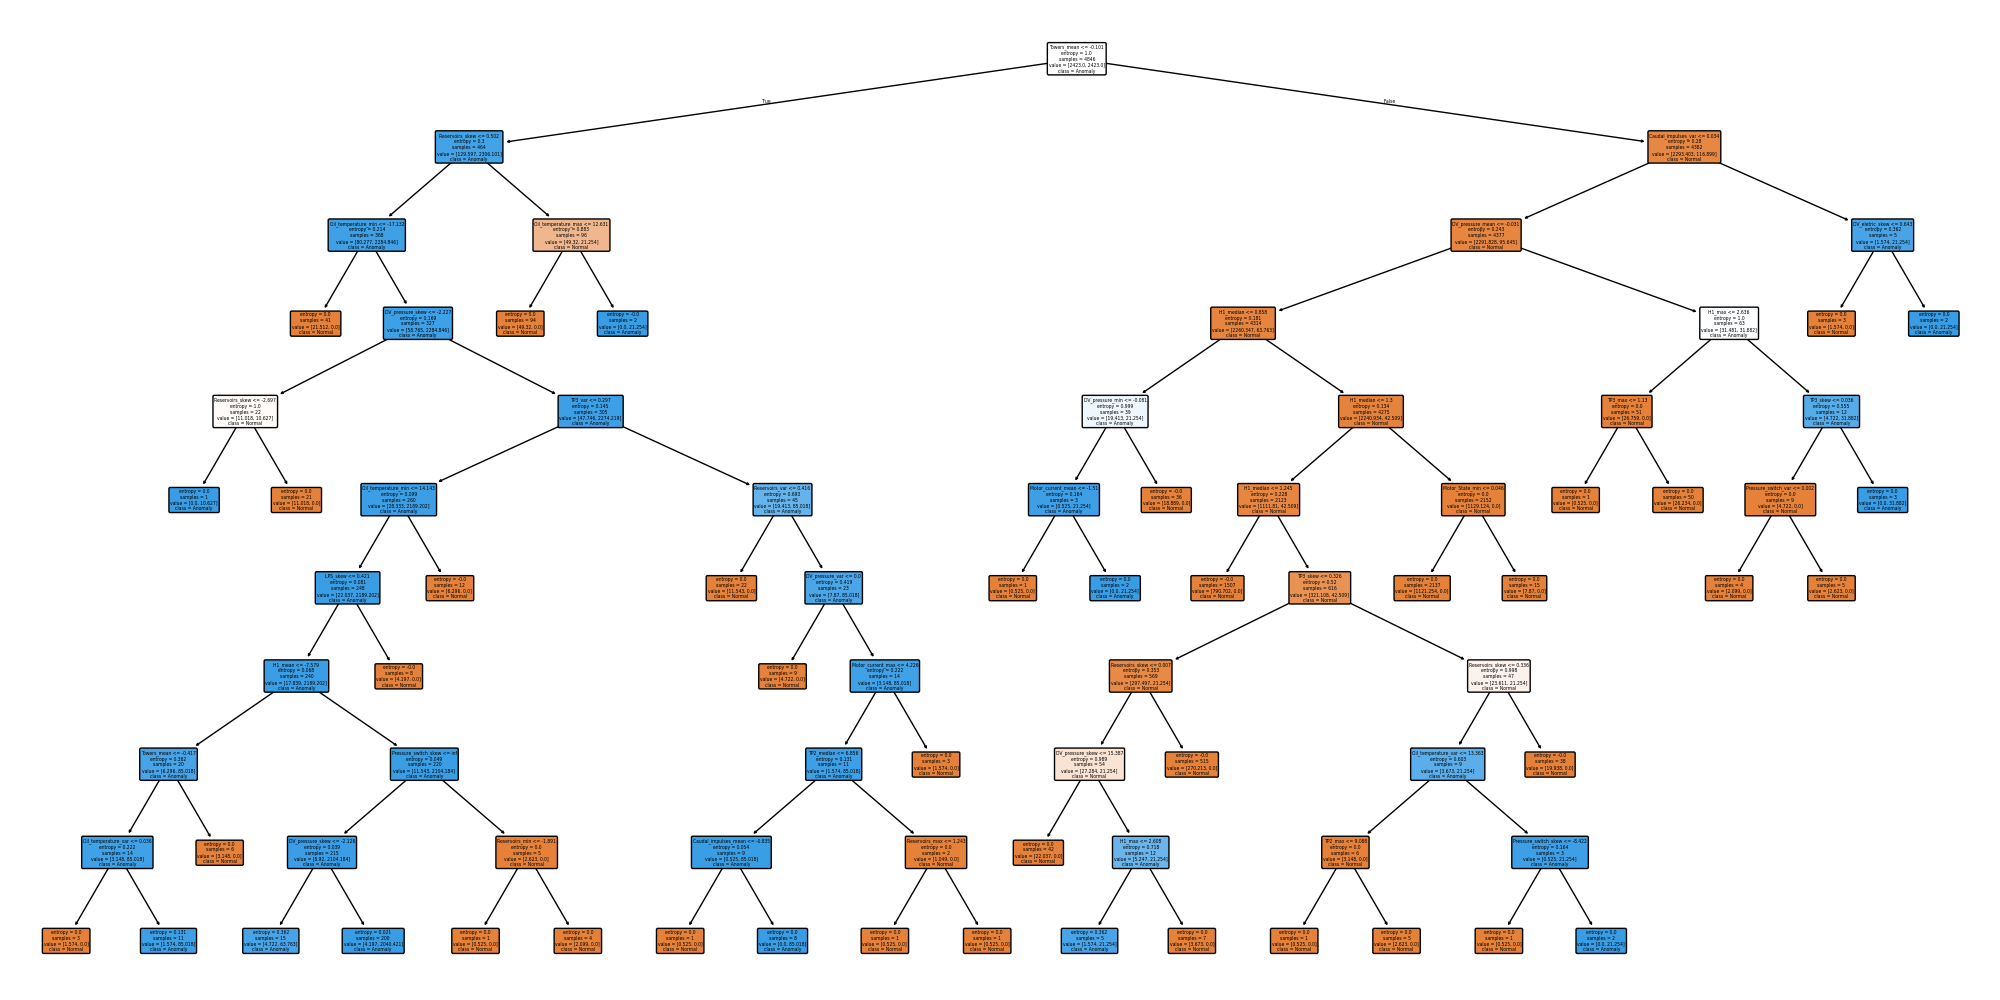 Towers_mean <= -0.101
entropy = 1.0
samples = 4846
value = [2423.0, 2423.0]
class = Anomaly
True
False
Reservoirs_skew <= 0.502
entropy = 0.3
samples = 464
value = [129.597, 2306.101]
class = Anomaly
Caudal_impulses_var <= 0.034
entropy = 0.28
samples = 4382
value = [2293.403, 116.899]
class = Normal
Oil_temperature_min <= -17.132
entropy = 0.214
samples = 368
value = [80.277, 2284.846]
class = Anomaly
Oil_temperature_max <= 12.631
entropy = 0.883
samples = 96
value = [49.32, 21.254]
class = Normal
DV_pressure_mean <= -0.031
entropy = 0.243
samples = 4377
value = [2291.828, 95.645]
class = Normal
DV_eletric_skew <= 0.643
entropy = 0.362
samples = 5
value = [1.574, 21.254]
class = Anomaly
entropy = 0.0
samples = 41
value = [21.512, 0.0]
class = Normal
DV_pressure_skew <= -2.227
entropy = 0.169
samples = 327
value = [58.765, 2284.846]
class = Anomaly
entropy = 0.0
samples = 94
value = [49.32, 0.0]
class = Normal
entropy = -0.0
samples = 2
value = [0.0, 21.254]
class = Anomaly
H1_median <= 0.858
entropy = 0.181
samples = 4314
value = [2260.347, 63.763]
class = Normal
H1_max <= 2.636
entropy = 1.0
samples = 63
value = [31.481, 31.882]
class = Anomaly
entropy = 0.0
samples = 3
value = [1.574, 0.0]
class = Normal
entropy = 0.0
samples = 2
value = [0.0, 21.254]
class = Anomaly
Reservoirs_skew <= -2.697
entropy = 1.0
samples = 22
value = [11.018, 10.627]
class = Normal
TP3_var <= 0.297
entropy = 0.145
samples = 305
value = [47.746, 2274.219]
class = Anomaly
DV_pressure_min <= -0.081
entropy = 0.999
samples = 39
value = [19.413, 21.254]
class = Anomaly
H1_median <= 1.3
entropy = 0.134
samples = 4275
value = [2240.934, 42.509]
class = Normal
TP3_max <= 1.13
entropy = 0.0
samples = 51
value = [26.759, 0.0]
class = Normal
TP3_skew <= 0.036
entropy = 0.555
samples = 12
value = [4.722, 31.882]
class = Anomaly
entropy = 0.0
samples = 1
value = [0.0, 10.627]
class = Anomaly
entropy = 0.0
samples = 21
value = [11.018, 0.0]
class = Normal
Oil_temperature_min <= 14.143
entropy = 0.099
samples = 260
value = [28.333, 2189.202]
class = Anomaly
Reservoirs_var <= 0.416
entropy = 0.693
samples = 45
value = [19.413, 85.018]
class = Anomaly
Motor_current_mean <= -1.51
entropy = 0.164
samples = 3
value = [0.525, 21.254]
class = Anomaly
entropy = -0.0
samples = 36
value = [18.889, 0.0]
class = Normal
H1_median <= 1.245
entropy = 0.228
samples = 2123
value = [1111.81, 42.509]
class = Normal
Motor_State_min <= 0.046
entropy = 0.0
samples = 2152
value = [1129.124, 0.0]
class = Normal
entropy = 0.0
samples = 1
value = [0.525, 0.0]
class = Normal
entropy = 0.0
samples = 50
value = [26.234, 0.0]
class = Normal
Pressure_switch_var <= 0.002
entropy = 0.0
samples = 9
value = [4.722, 0.0]
class = Normal
entropy = 0.0
samples = 3
value = [0.0, 31.882]
class = Anomaly
LPS_skew <= 0.421
entropy = 0.081
samples = 248
value = [22.037, 2189.202]
class = Anomaly
entropy = -0.0
samples = 12
value = [6.296, 0.0]
class = Normal
entropy = 0.0
samples = 22
value = [11.543, 0.0]
class = Normal
DV_pressure_var <= 0.0
entropy = 0.419
samples = 23
value = [7.87, 85.018]
class = Anomaly
entropy = 0.0
samples = 1
value = [0.525, 0.0]
class = Normal
entropy = 0.0
samples = 2
value = [0.0, 21.254]
class = Anomaly
entropy = -0.0
samples = 1507
value = [790.702, 0.0]
class = Normal
TP3_skew <= 0.326
entropy = 0.52
samples = 616
value = [321.108, 42.509]
class = Normal
entropy = 0.0
samples = 2137
value = [1121.254, 0.0]
class = Normal
entropy = 0.0
samples = 15
value = [7.87, 0.0]
class = Normal
entropy = 0.0
samples = 4
value = [2.099, 0.0]
class = Normal
entropy = 0.0
samples = 5
value = [2.623, 0.0]
class = Normal
H1_mean <= -7.579
entropy = 0.068
samples = 240
value = [17.839, 2189.202]
class = Anomaly
entropy = -0.0
samples = 8
value = [4.197, 0.0]
class = Normal
entropy = 0.0
samples = 9
value = [4.722, 0.0]
class = Normal
Motor_current_max <= 4.226
entropy = 0.222
samples = 14
value = [3.148, 85.018]
class = Anomaly
Reservoirs_skew <= 0.007
entropy = 0.353
samples = 569
value = [297.497, 21.254]
class = Normal
Reservoirs_skew <= 0.336
entropy = 0.998
samples = 47
value = [23.611, 21.254]
class = Normal
Towers_mean <= -0.417
entropy = 0.362
samples = 20
value = [6.296, 85.018]
class = Anomaly
Pressure_switch_skew <= inf
entropy = 0.049
samples = 220
value = [11.543, 2104.184]
class = Anomaly
TP2_median <= 6.856
entropy = 0.131
samples = 11
value = [1.574, 85.018]
class = Anomaly
entropy = 0.0
samples = 3
value = [1.574, 0.0]
class = Normal
DV_pressure_skew <= 15.387
entropy = 0.989
samples = 54
value = [27.284, 21.254]
class = Normal
entropy = -0.0
samples = 515
value = [270.213, 0.0]
class = Normal
Oil_temperature_var <= 13.363
entropy = 0.603
samples = 9
value = [3.673, 21.254]
class = Anomaly
entropy = -0.0
samples = 38
value = [19.938, 0.0]
class = Normal
Oil_temperature_var <= 0.036
entropy = 0.222
samples = 14
value = [3.148, 85.018]
class = Anomaly
entropy = 0.0
samples = 6
value = [3.148, 0.0]
class = Normal
DV_pressure_skew <= -2.126
entropy = 0.039
samples = 215
value = [8.92, 2104.184]
class = Anomaly
Reservoirs_min <= -1.891
entropy = 0.0
samples = 5
value = [2.623, 0.0]
class = Normal
Caudal_impulses_mean <= -0.835
entropy = 0.054
samples = 9
value = [0.525, 85.018]
class = Anomaly
Reservoirs_max <= 1.243
entropy = 0.0
samples = 2
value = [1.049, 0.0]
class = Normal
entropy = 0.0
samples = 42
value = [22.037, 0.0]
class = Normal
H1_max <= 2.608
entropy = 0.718
samples = 12
value = [5.247, 21.254]
class = Anomaly
TP2_max <= 9.086
entropy = 0.0
samples = 6
value = [3.148, 0.0]
class = Normal
Pressure_switch_skew <= -8.422
entropy = 0.164
samples = 3
value = [0.525, 21.254]
class = Anomaly
entropy = 0.0
samples = 3
value = [1.574, 0.0]
class = Normal
entropy = 0.131
samples = 11
value = [1.574, 85.018]
class = Anomaly
entropy = 0.362
samples = 15
value = [4.722, 63.763]
class = Anomaly
entropy = 0.021
samples = 200
value = [4.197, 2040.421]
class = Anomaly
entropy = 0.0
samples = 1
value = [0.525, 0.0]
class = Normal
entropy = 0.0
samples = 4
value = [2.099, 0.0]
class = Normal
entropy = 0.0
samples = 1
value = [0.525, 0.0]
class = Normal
entropy = 0.0
samples = 8
value = [0.0, 85.018]
class = Anomaly
entropy = 0.0
samples = 1
value = [0.525, 0.0]
class = Normal
entropy = 0.0
samples = 1
value = [0.525, 0.0]
class = Normal
entropy = 0.362
samples = 5
value = [1.574, 21.254]
class = Anomaly
entropy = 0.0
samples = 7
value = [3.673, 0.0]
class = Normal
entropy = 0.0
samples = 1
value = [0.525, 0.0]
class = Normal
entropy = 0.0
samples = 5
value = [2.623, 0.0]
class = Normal
entropy = 0.0
samples = 1
value = [0.525, 0.0]
class = Normal
entropy = 0.0
samples = 2
value = [0.0, 21.254]
class = Anomaly